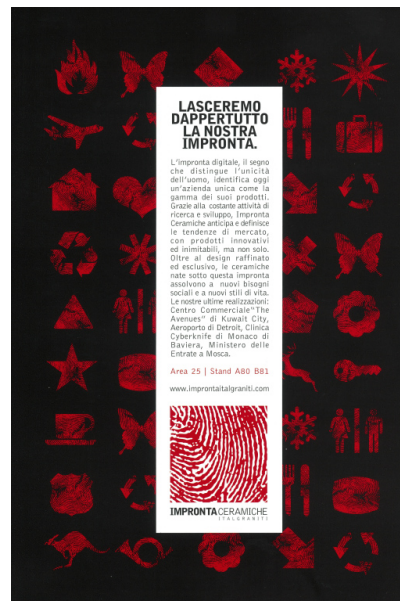 LASCEREMO
DAPPERTUTTO
LA NOSTRA
IMPRONTA.
L'impronta digitale, il segno
che distingue l'unicità
dell'uomo, identifica oggi
un'azienda unica come la
gamma dei suoi prodotti.
Grazie alla costante attività di
ricerca e sviluppo, Impronta
Ceramiche anticipa e definisce
le tendenze di mercato,
con prodotti innovativi
ed inimitabili, ma non solo.
Oltre al design raffinato
ed esclusivo, le ceramiche
nate sotto questa impronta
assolvono a nuovi bisogni
sociali e a nuovi stili di vita.
Le nostre ultime realizzazioni:
Centro Commerciale"The
Avenues" di Kuwait City,
Aeroporto di Detroit, Clinica
Cyberknife di Monaco di
Baviera, Ministero delle
Entrate a Mosca.
Area 25 | Stand A80 B81
www.improntaitalgraniti.com
IMPRONTACERAMICHE
ITALGRANITI